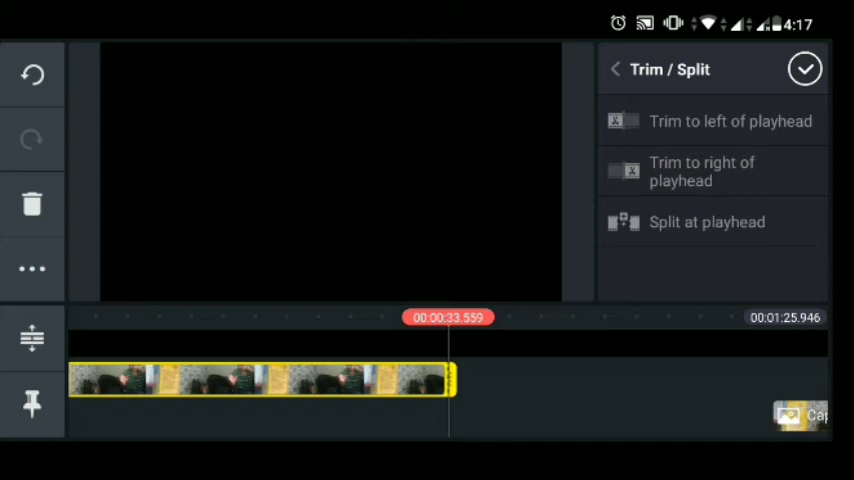 4:17
Trim / Split
Trim to left of playhead
Trim to right of
playhead
Split at playhead
00:00:33.559
00:01:25.946
Cap